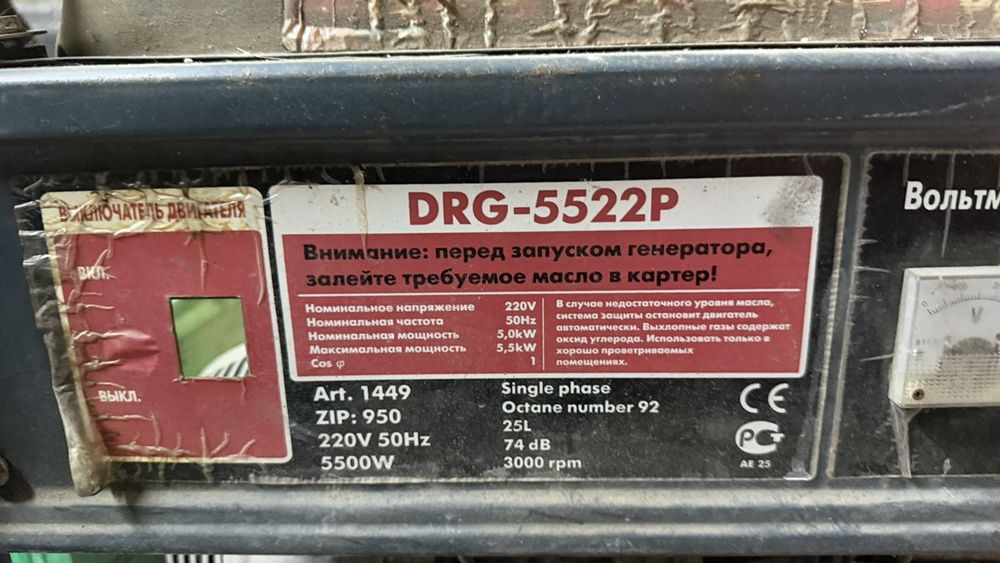 ВЫКЛЮЧАТЕЛЬ ДВИГАТЕЛЯ
ВКЛ.
ВЫКЛ.
DRG-5522P
Внимание: перед запуском генератора,
залейте требуемое масло в картер!
Номинальное напряжение 220V
Номинальная частота 50Hz
Номинальная мощность 5,0kW
Максимальная мощность 5,5kW
Cos φ 1
В случае недостаточного уровня масла,
система защиты остановит двигатель
автоматически. Выхлопные газы содержат
оксид углерода. Использовать только в
хорошо проветриваемых
помещениях.
Art. 1449
ZIP: 950
220V 50Hz
5500W
Single phase
Octane number 92
25L
74 dB
3000 rpm
CE
РСТ
АЕ 25
Вольтм
V